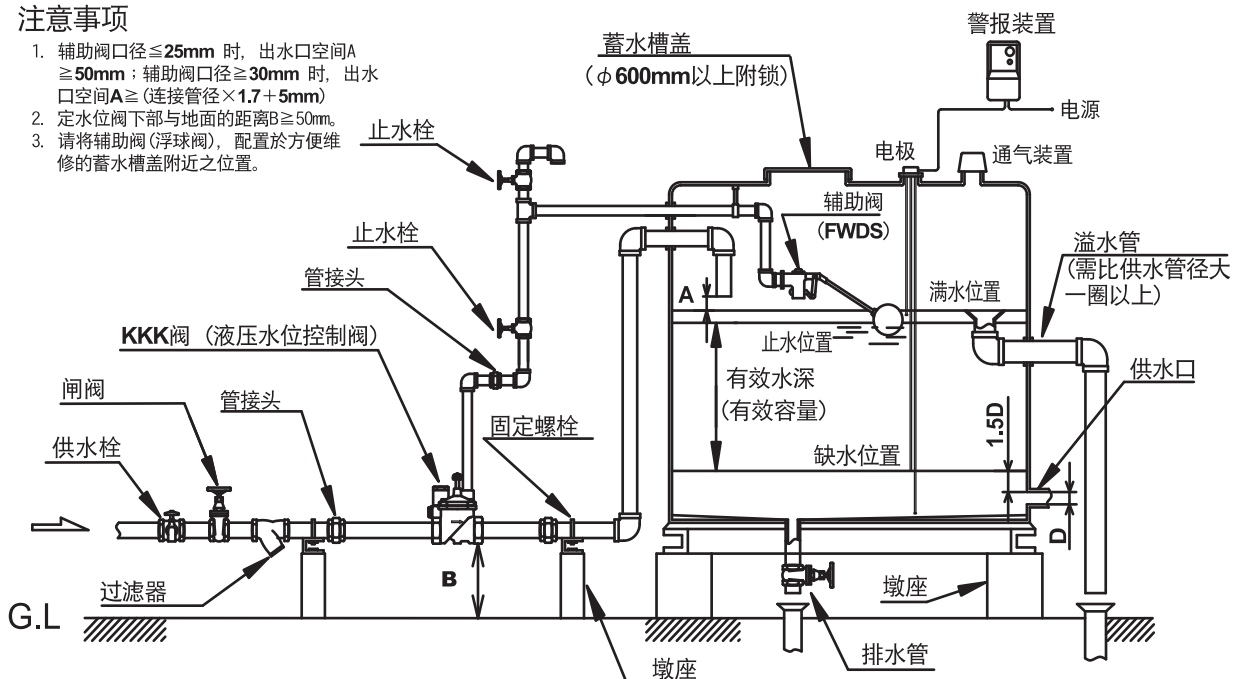 注意事项
1. 辅助阀口径≦25mm 时，出水口空间A
≧50mm；辅助阀口径≧30mm 时，出水
口空间A≧(连接管径×1.7＋5mm)
2. 定水位阀下部与地面的距离B≧50mm。
3. 请将辅助阀(浮球阀)，配置於方便维
修的蓄水槽盖附近之位置。
警报装置
蓄水槽盖
(φ600mm以上附锁)
电源
止水栓
电极
通气装置
辅助阀
(FWDS)
止水栓
溢水管
(需比供水管径大
一圈以上)
管接头
A
满水位置
KKK阀 (液压水位控制阀)
止水位置
供水口
闸阀
管接头
有效水深
(有效容量)
1.5D
固定螺栓
供水栓
缺水位置
D
B
过滤器
墩座
G.L
墩座
排水管